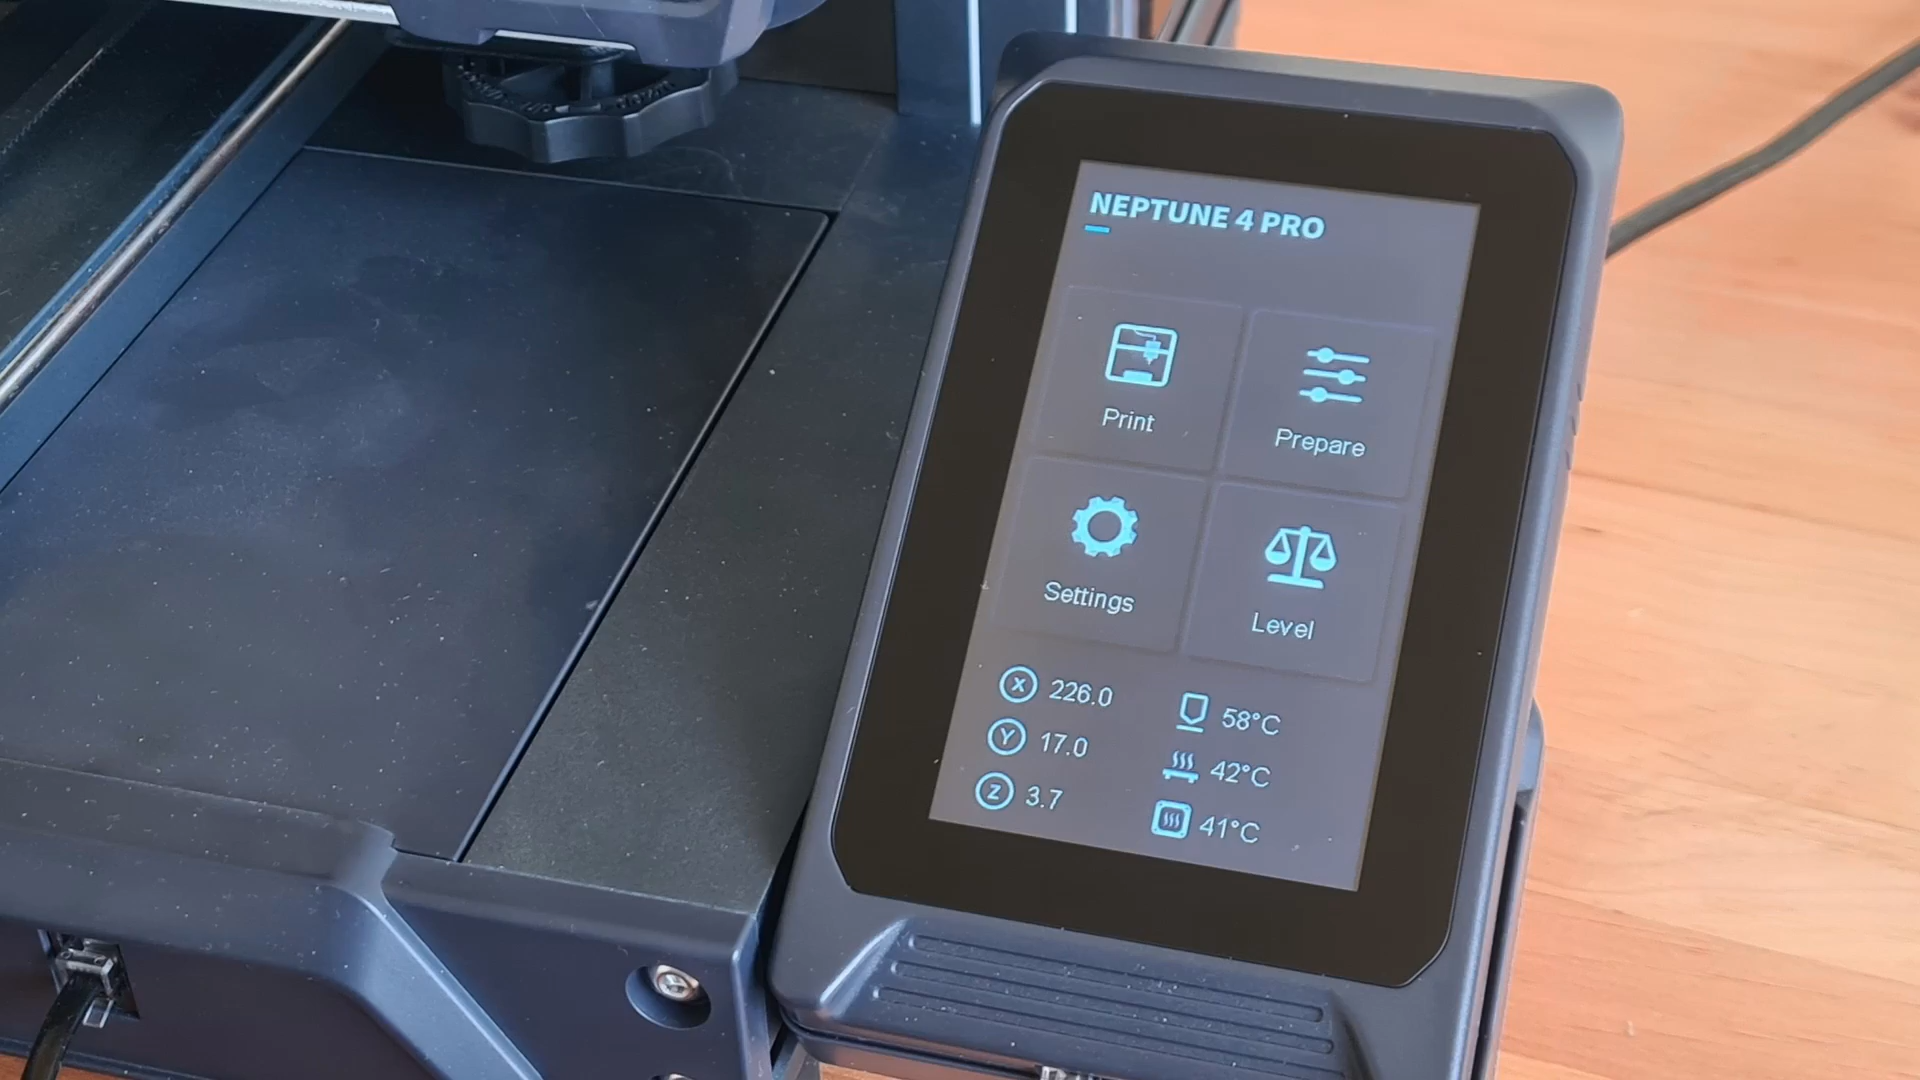 NEPTUNE 4 PRO
Print
Prepare
Settings
Level
X 226.0
58°C
Y 17.0
42°C
Z 3.7
41°C